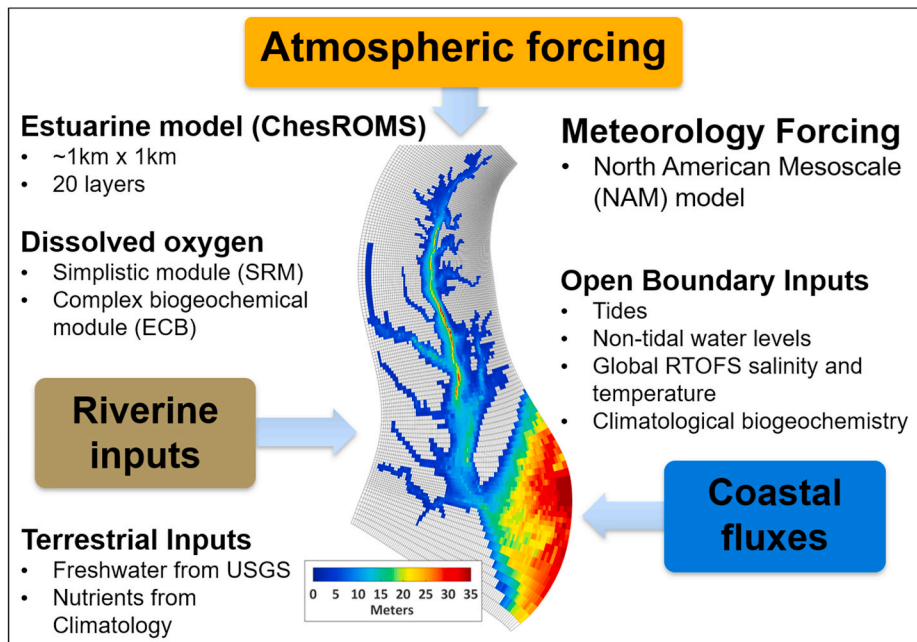 Atmospheric forcing
Estuarine model (ChesROMS)
• ~1km x 1km
• 20 layers
Dissolved oxygen
• Simplistic module (SRM)
• Complex biogeochemical
module (ECB)
Riverine
inputs
Terrestrial Inputs
• Freshwater from USGS
• Nutrients from
Climatology
0 5 10 15 20 25 30 35
Meters
Meteorology Forcing
• North American Mesoscale
(NAM) model
Open Boundary Inputs
• Tides
• Non-tidal water levels
• Global RTOFS salinity and
temperature
• Climatological biogeochemistry
Coastal
fluxes